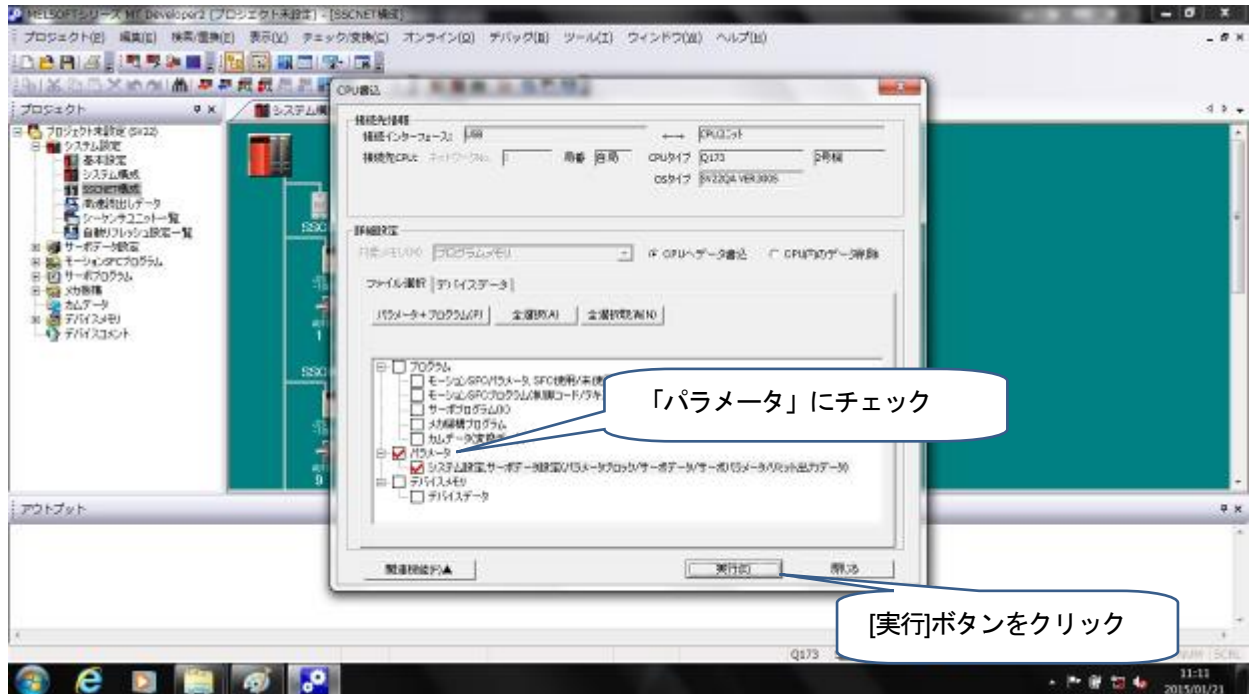 MELSOFTシリーズ MT Developer2 [プロジェクト未設定] - [SSCNET構成]
プロジェクト(P) 編集(E) 検索/置換(E) 表示(V) チェック/変換(C) オンライン(O) デバッグ(B) ツール(T) ウィンドウ(W) ヘルプ(H)
プロジェクト
システム構
プロジェクト未設定 (SV22)
システム設定
基本設定
システム構成
SSCNET構成
高速読出しデータ
シーケンサユニット一覧
自動リフレッシュ設定一覧
サーボデータ設定
モーションSFCプログラム
サーボプログラム
メカ機構
カムデータ
デバイスメモリ
デバイスコメント
SSC
1
SSC
9
CPU書込
接続先情報
接続インターフェース: USB ←→ CPUユニット
局番 自局 CPUタイプ Q173 2号機
OSタイプ SV22QA VER300S
詳細設定
プログラムメモリ CPUへデータ書込 CPU内のデータ削除
ファイル選択 デバイスデータ
パラメータ+プログラム(P) 全選択(A) 全選択取消(N)
プログラム
サーボプログラム(K)
メカ機構プログラム
パラメータ
デバイスメモリ
デバイスデータ
「パラメータ」にチェック
関連機能(F)▲ 実行(E) 閉じる
[実行]ボタンをクリック
アウトプット
Q173
11:11
2015/01/21